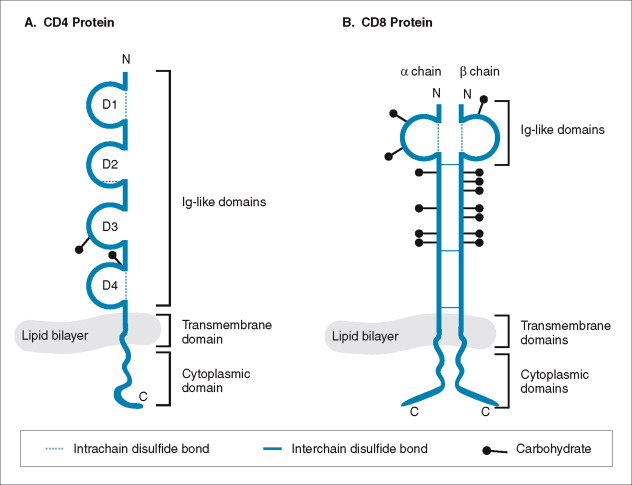 A. CD4 Protein
N
D1
D2
D3
D4
Ig-like domains
Lipid bilayer
Transmembrane
domain
Cytoplasmic
domain
C
B. CD8 Protein
α chain
β chain
N
N
Ig-like domains
Lipid bilayer
Transmembrane
domains
Cytoplasmic
domains
C
C
Intrachain disulfide bond
Interchain disulfide bond
Carbohydrate